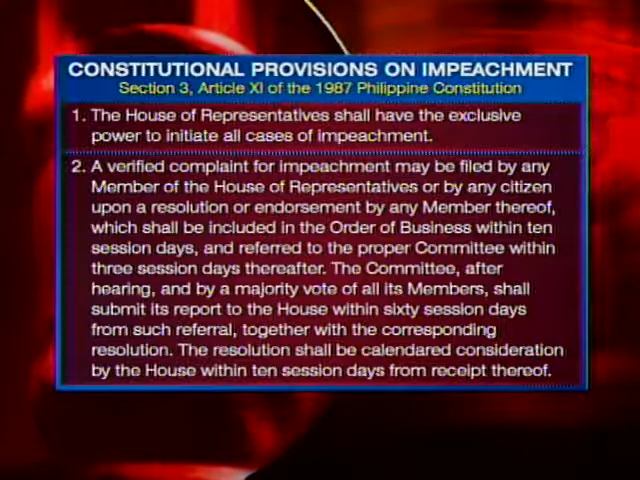 CONSTITUTIONAL PROVISIONS ON IMPEACHMENT
Section 3, Article XI of the 1987 Philippine Constitution
1. The House of Representatives shall have the exclusive
power to initiate all cases of impeachment.
2. A verified complaint for impeachment may be filed by any
Member of the House of Representatives or by any citizen
upon a resolution or endorsement by any Member thereof,
which shall be included in the Order of Business within ten
session days, and referred to the proper Committee within
three session days thereafter. The Committee, after
hearing, and by a majority vote of all its Members, shall
submit its report to the House within sixty session days
from such referral, together with the corresponding
resolution. The resolution shall be calendared consideration
by the House within ten session days from receipt thereof.